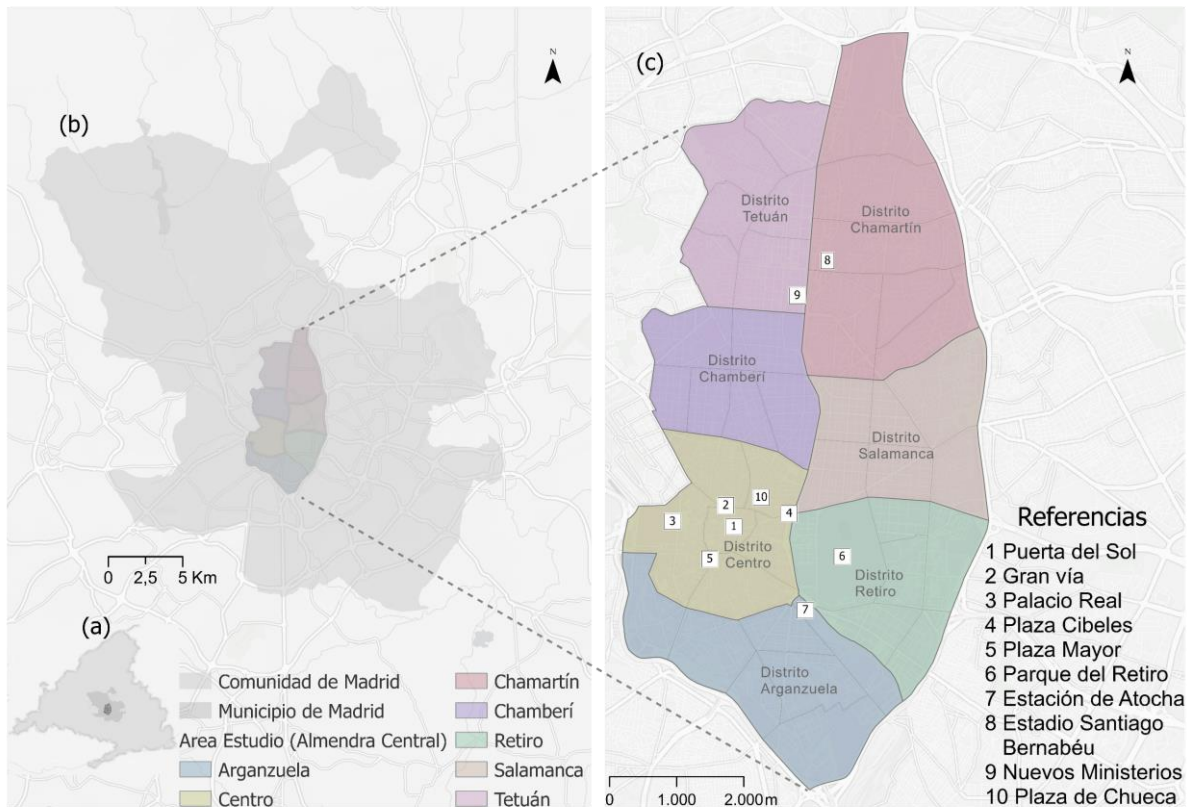 (b)
N
0 2,5 5 Km
(a)
Comunidad de Madrid
Municipio de Madrid
Area Estudio (Almendra Central)
Arganzuela
Centro
Chamartín
Chamberí
Retiro
Salamanca
Tetuán
(c)
N
Distrito
Tetuán
Distrito
Chamartín
8
9
Distrito
Chamberí
Distrito
Salamanca
10
2
4
3
1
Distrito
Centro
5
6
Distrito
Retiro
7
Distrito
Arganzuela
0 1.000 2.000m
Referencias
1 Puerta del Sol
2 Gran vía
3 Palacio Real
4 Plaza Cibeles
5 Plaza Mayor
6 Parque del Retiro
7 Estación de Atocha
8 Estadio Santiago
Bernabéu
9 Nuevos Ministerios
10 Plaza de Chueca